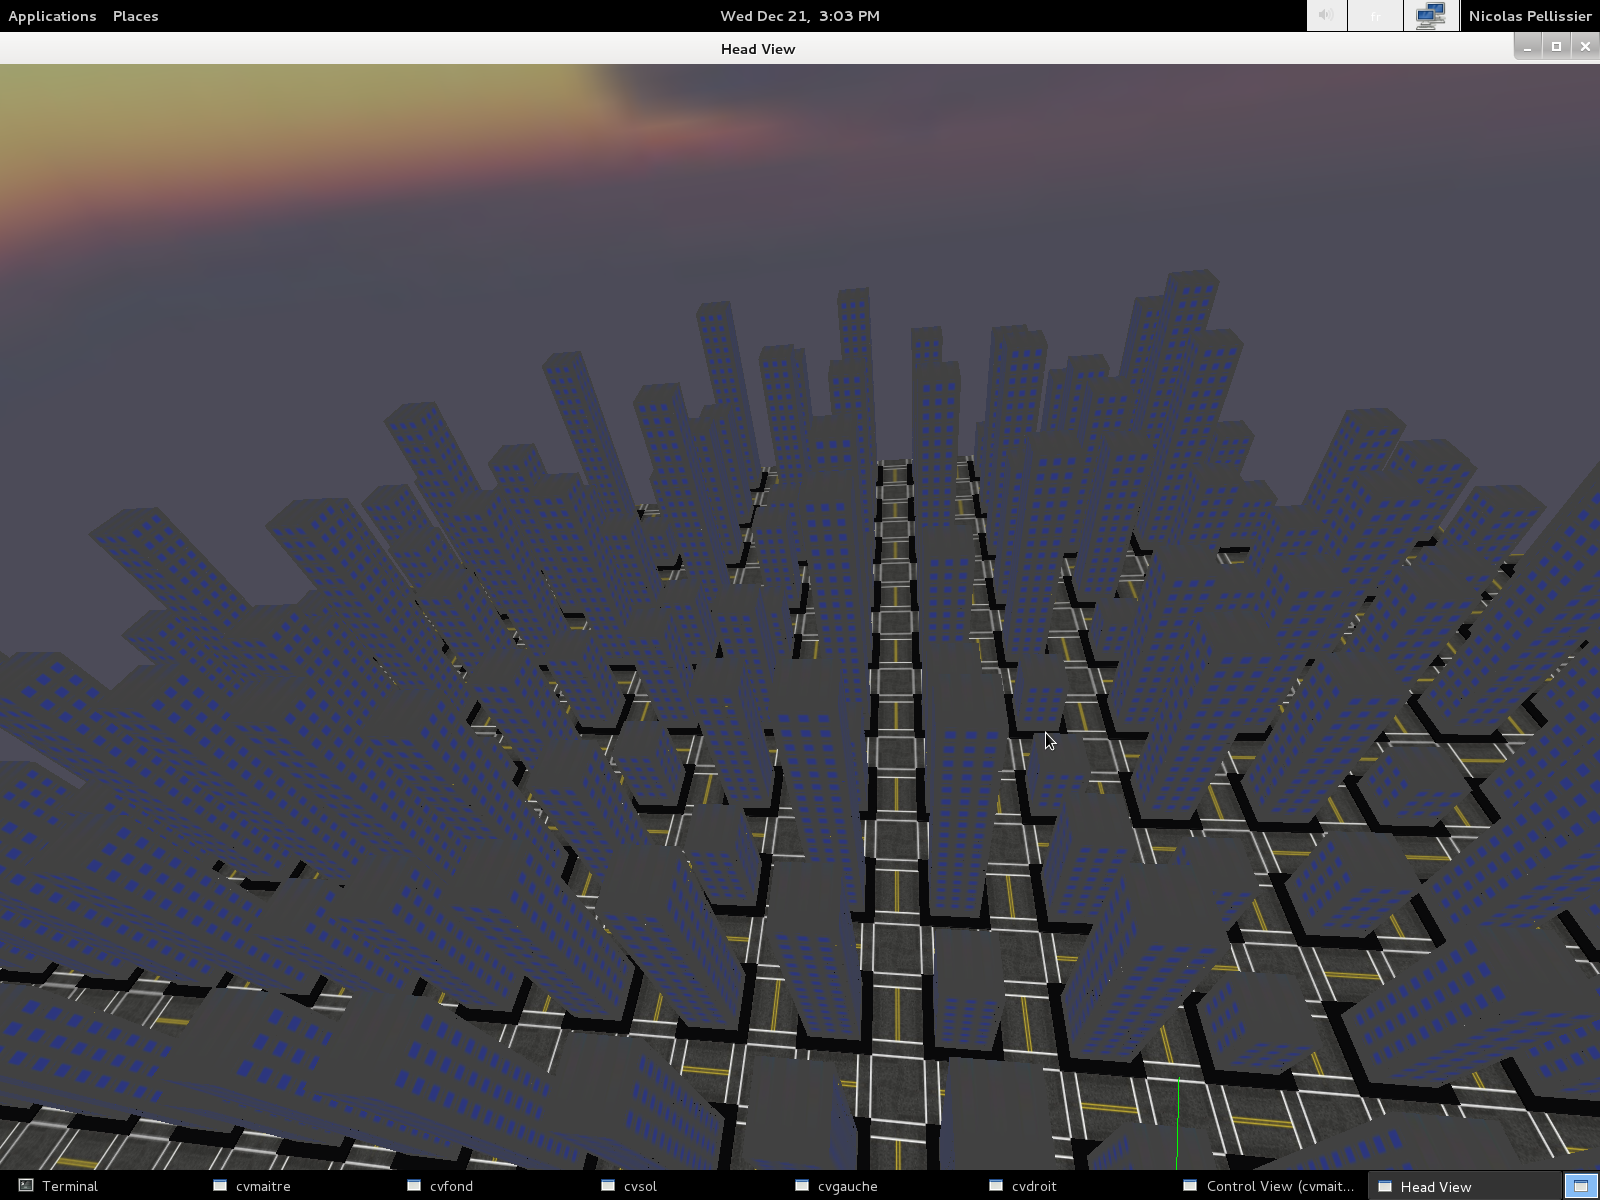 Applications Places Wed Dec 21, 3:03 PM fr Nicolas Pellissier
Head View
Terminal cvmaitre cvfond cvsol cvgauche cvdroit Control View (cvmait... Head View